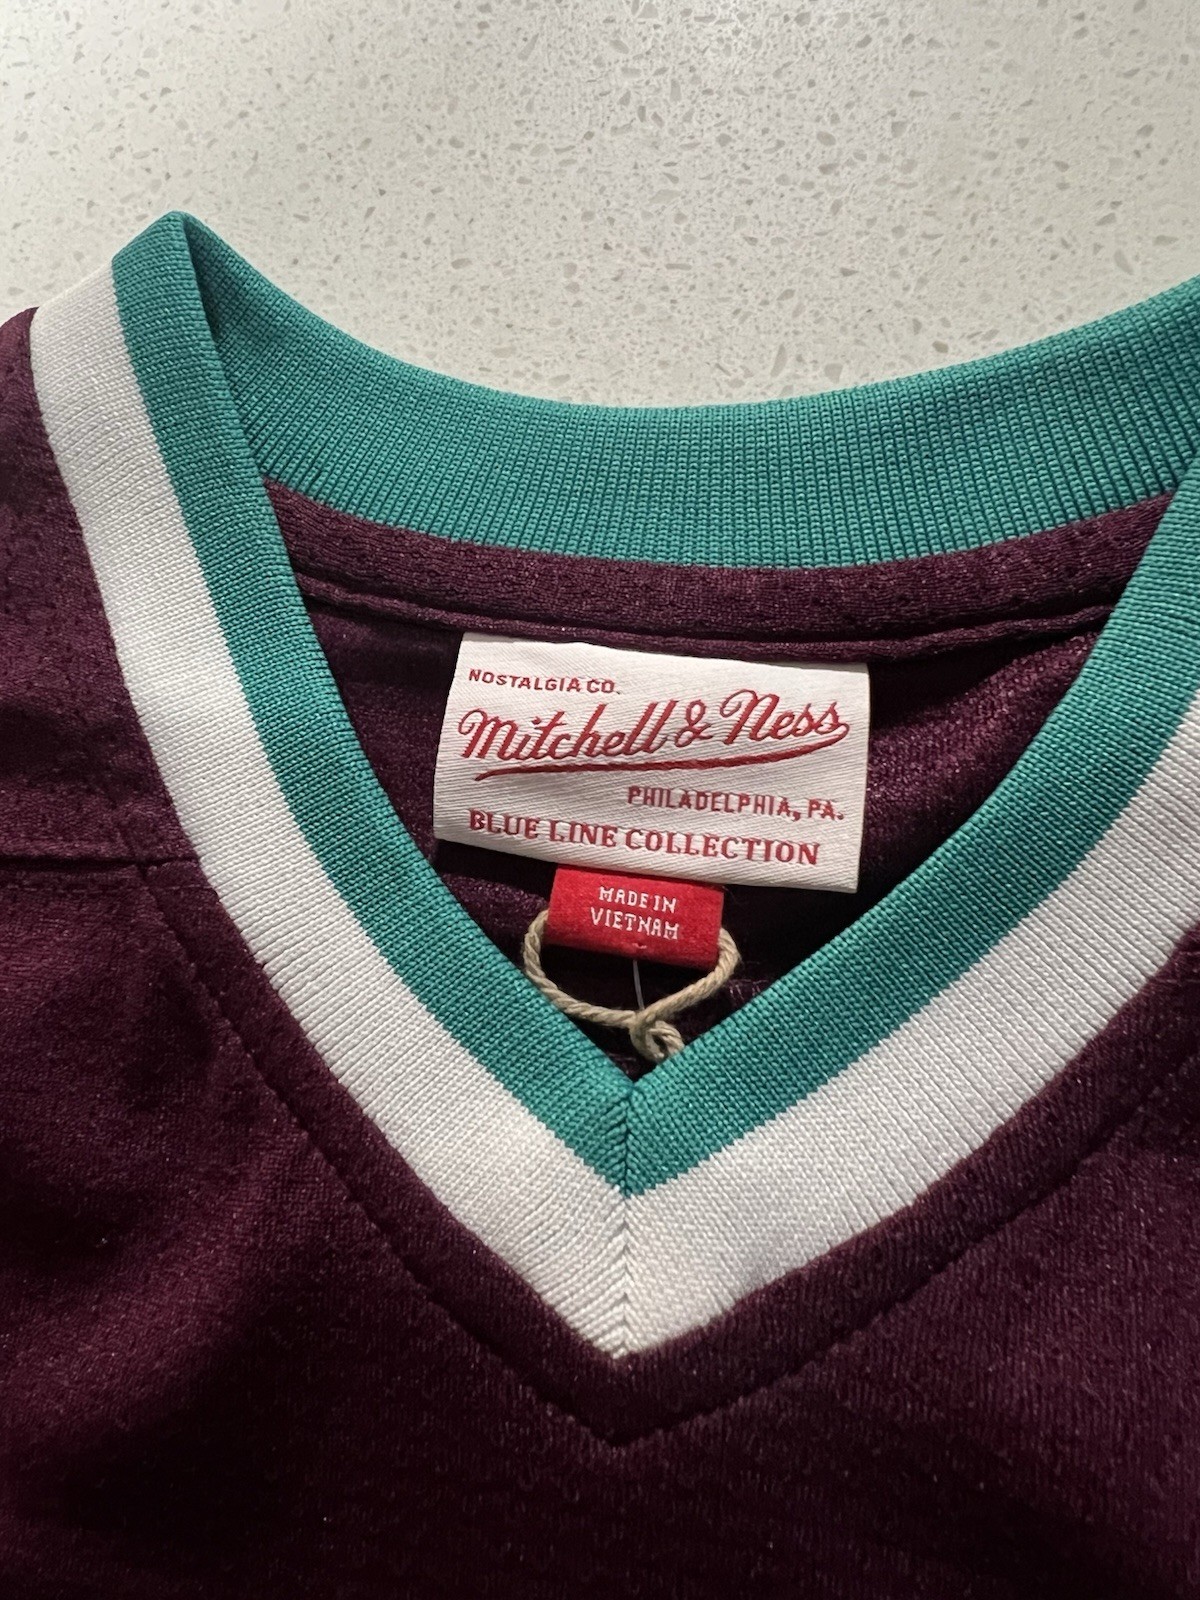 NOSTALGIA CO.
Mitchell & Ness
PHILADELPHIA, PA.
BLUE LINE COLLECTION
MADE IN
VIETNAM